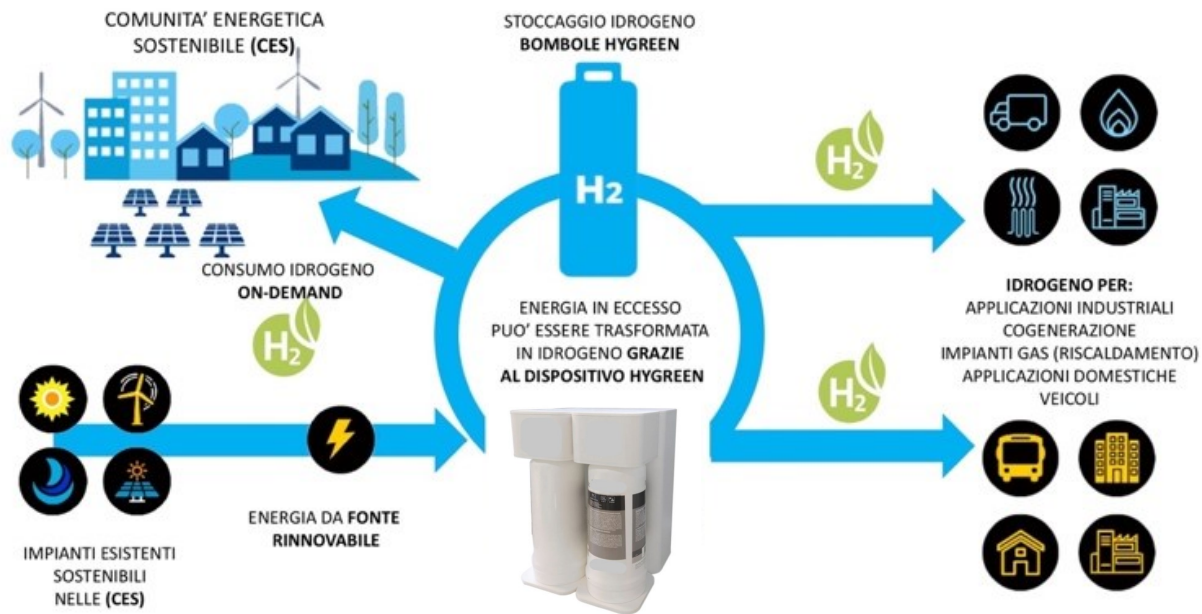 COMUNITA' ENERGETICA
SOSTENIBILE (CES)
STOCCAGGIO IDROGENO
BOMBOLE HYGREEN
H2
H2
CONSUMO IDROGENO
ON-DEMAND
H2
ENERGIA IN ECCESSO
PUO' ESSERE TRASFORMATA
IN IDROGENO GRAZIE
AL DISPOSITIVO HYGREEN
IDROGENO PER:
APPLICAZIONI INDUSTRIALI
COGENERAZIONE
IMPIANTI GAS (RISCALDAMENTO)
APPLICAZIONI DOMESTICHE
VEICOLI
H2
ENERGIA DA FONTE
RINNOVABILE
IMPIANTI ESISTENTI
SOSTENIBILI
NELLE (CES)